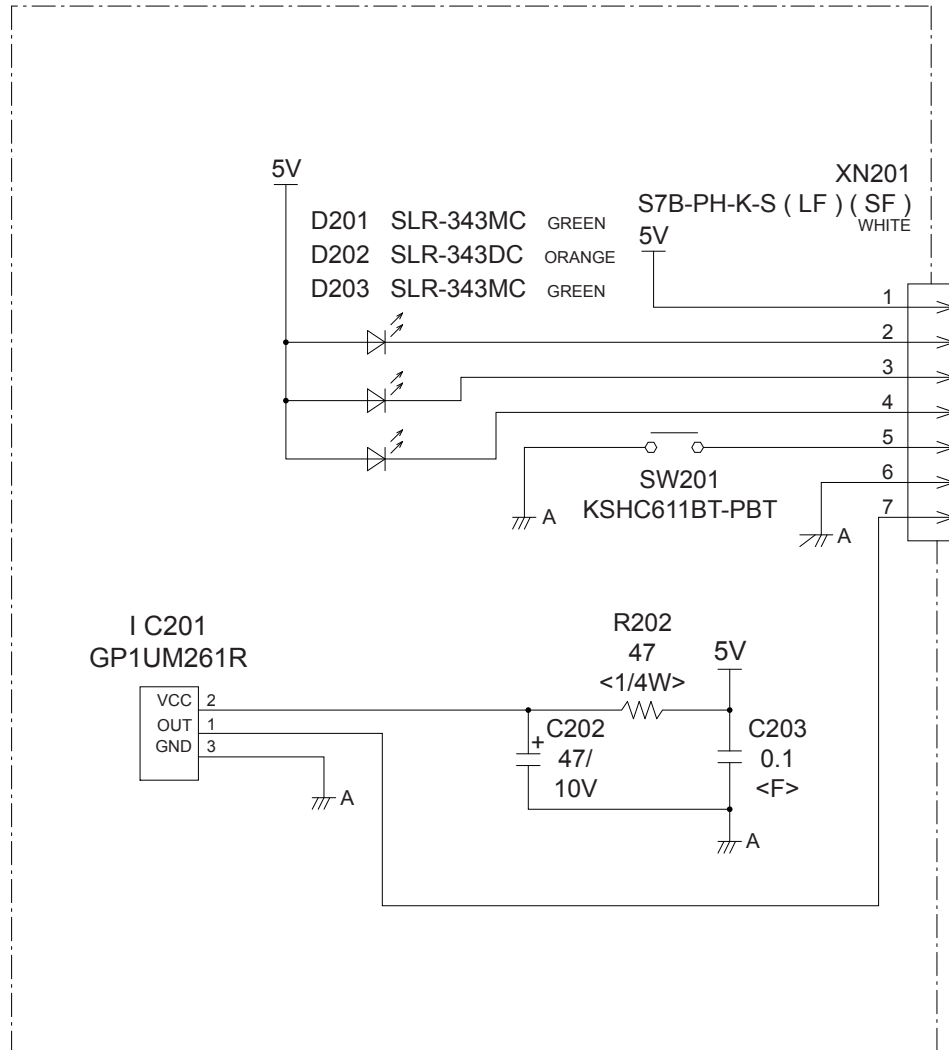 5V
XN201
S7B-PH-K-S ( LF ) ( SF )
WHITE
D201 SLR-343MC GREEN
D202 SLR-343DC ORANGE
D203 SLR-343MC GREEN
5V
1
2
3
4
5
6
7
SW201
KSHC611BT-PBT
A
A
I C201
GP1UM261R
VCC 2
OUT 1
GND 3
A
R202
47
<1/4W>
5V
+
C202
47/
10V
C203
0.1
<F>
A